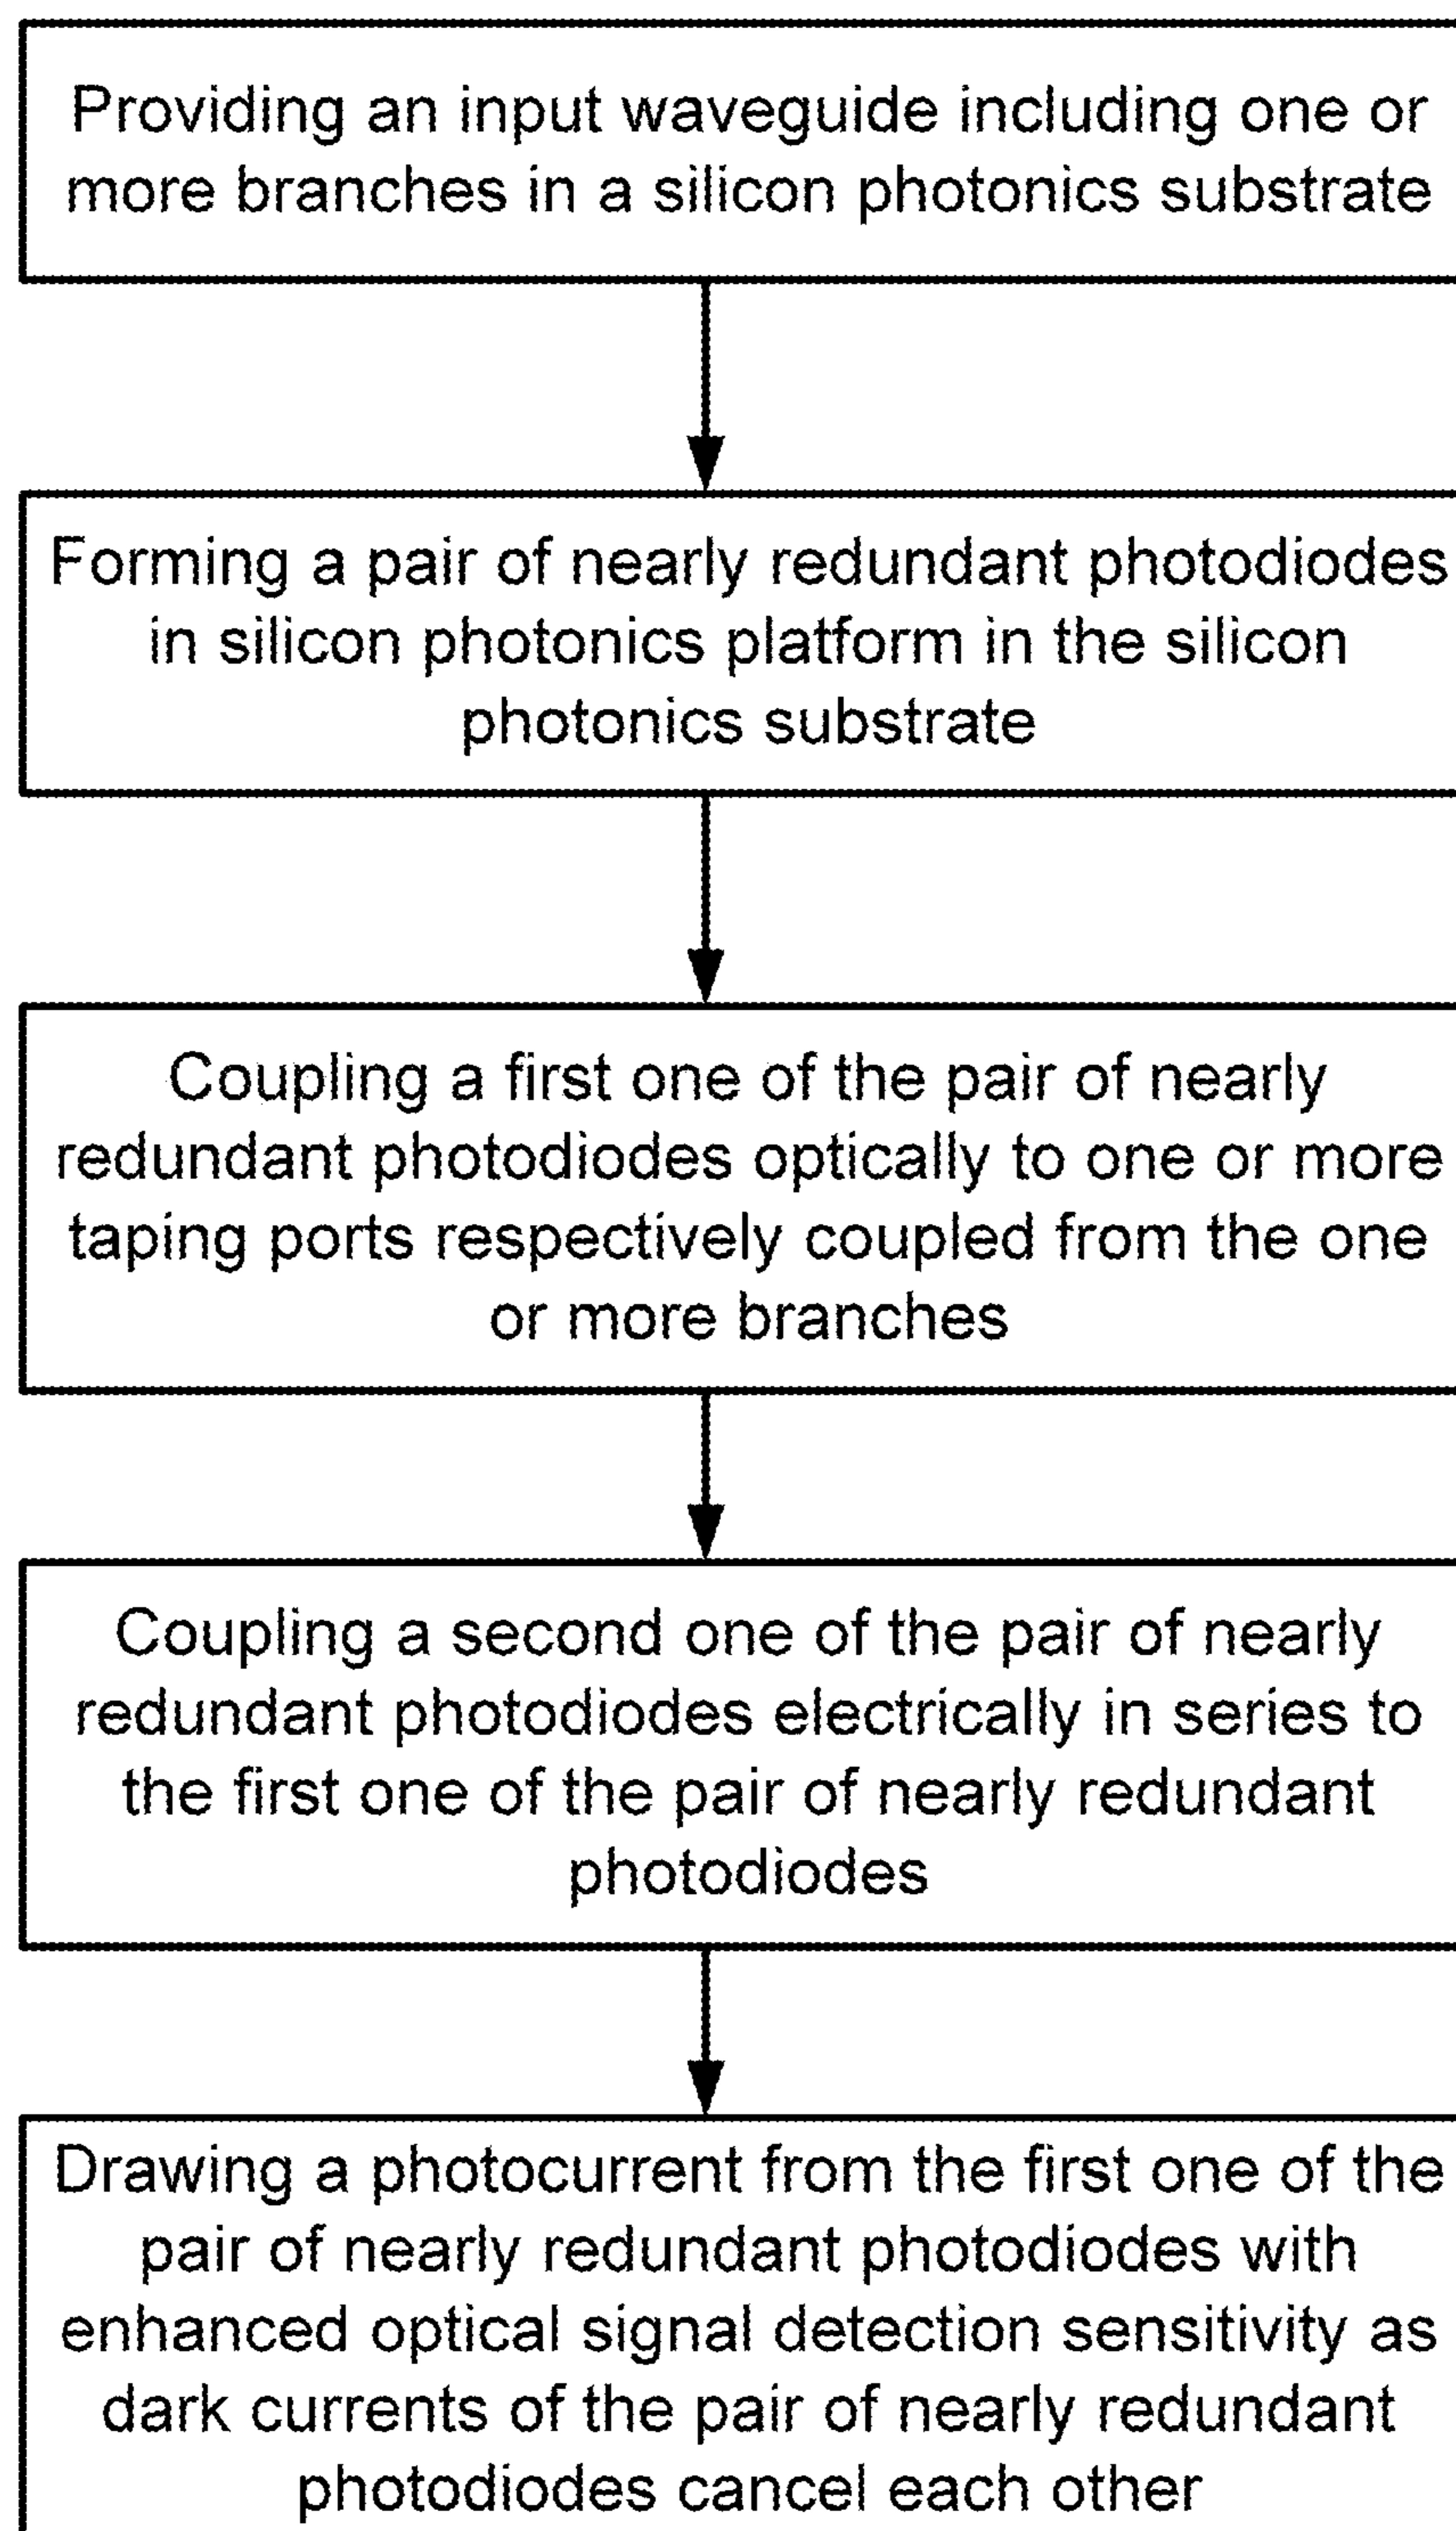 Providing an input waveguide including one or
more branches in a silicon photonics substrate
Forming a pair of nearly redundant photodiodes
in silicon photonics platform in the silicon
photonics substrate
Coupling a first one of the pair of nearly
redundant photodiodes optically to one or more
taping ports respectively coupled from the one
or more branches
Coupling a second one of the pair of nearly
redundant photodiodes electrically in series to
the first one of the pair of nearly redundant
photodiodes
Drawing a photocurrent from the first one of the
pair of nearly redundant photodiodes with
enhanced optical signal detection sensitivity as
dark currents of the pair of nearly redundant
photodiodes cancel each other